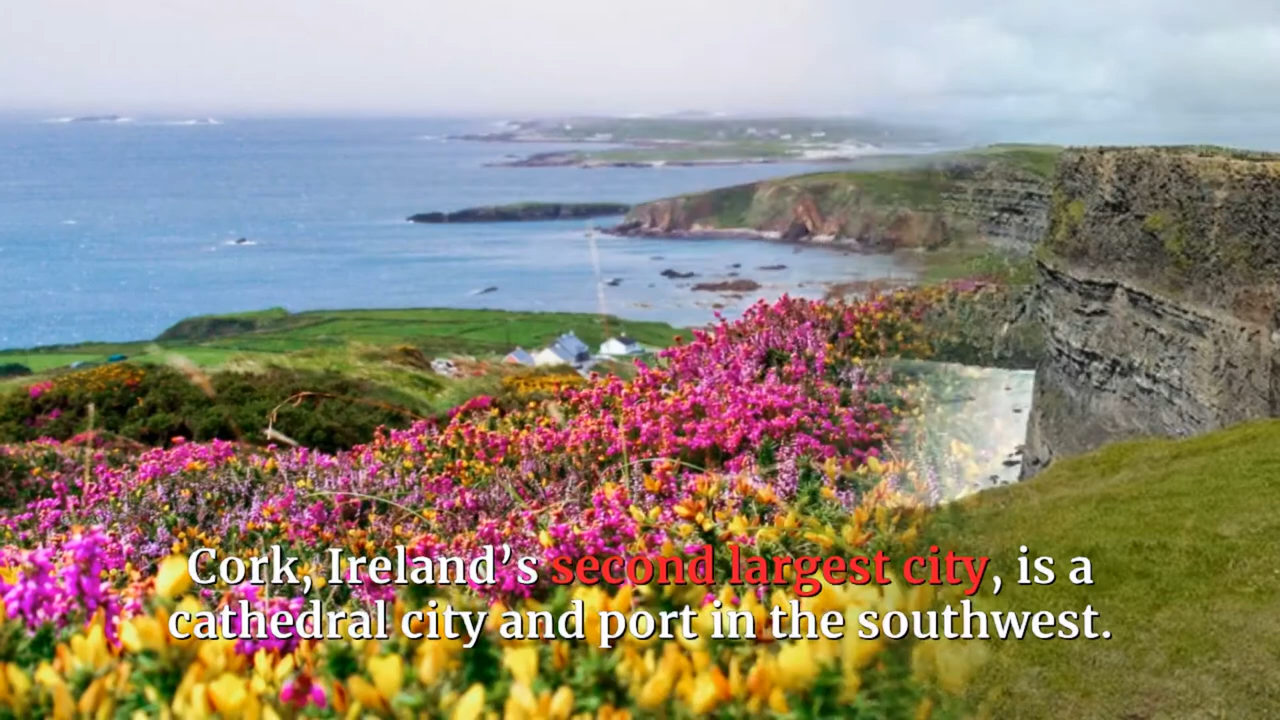 Cork, Ireland's second largest city, is a
cathedral city and port in the southwest.